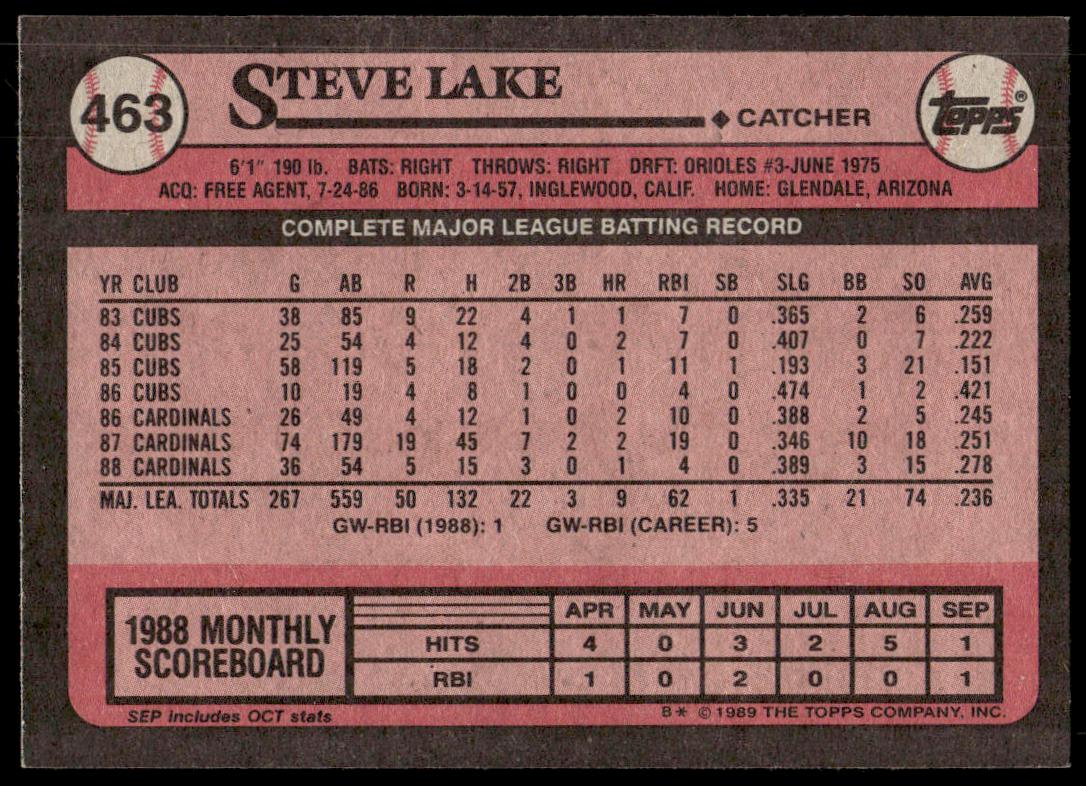 463
STEVE LAKE
◆ CATCHER
topps®
6'1" 190 lb. BATS: RIGHT THROWS: RIGHT DRFT: ORIOLES #3-JUNE 1975
ACQ: FREE AGENT, 7-24-86 BORN: 3-14-57, INGLEWOOD, CALIF. HOME: GLENDALE, ARIZONA
COMPLETE MAJOR LEAGUE BATTING RECORD
YR CLUB G AB R H 2B 3B HR RBI SB SLG BB SO AVG
83 CUBS 38 85 9 22 4 1 1 7 0 .365 2 6 .259
84 CUBS 25 54 4 12 4 0 2 7 0 .407 0 7 .222
85 CUBS 58 119 5 18 2 0 1 11 1 .193 3 21 .151
86 CUBS 10 19 4 8 1 0 0 4 0 .474 1 2 .421
86 CARDINALS 26 49 4 12 1 0 2 10 0 .388 2 5 .245
87 CARDINALS 74 179 19 45 7 2 2 19 0 .346 10 18 .251
88 CARDINALS 36 54 5 15 3 0 1 4 0 .389 3 15 .278
MAJ. LEA. TOTALS 267 559 50 132 22 3 9 62 1 .335 21 74 .236
GW-RBI (1988): 1 GW-RBI (CAREER): 5
1988 MONTHLY SCOREBOARD
APR MAY JUN JUL AUG SEP
HITS 4 0 3 2 5 1
RBI 1 0 2 0 0 1
SEP includes OCT stats
B* © 1989 THE TOPPS COMPANY, INC.